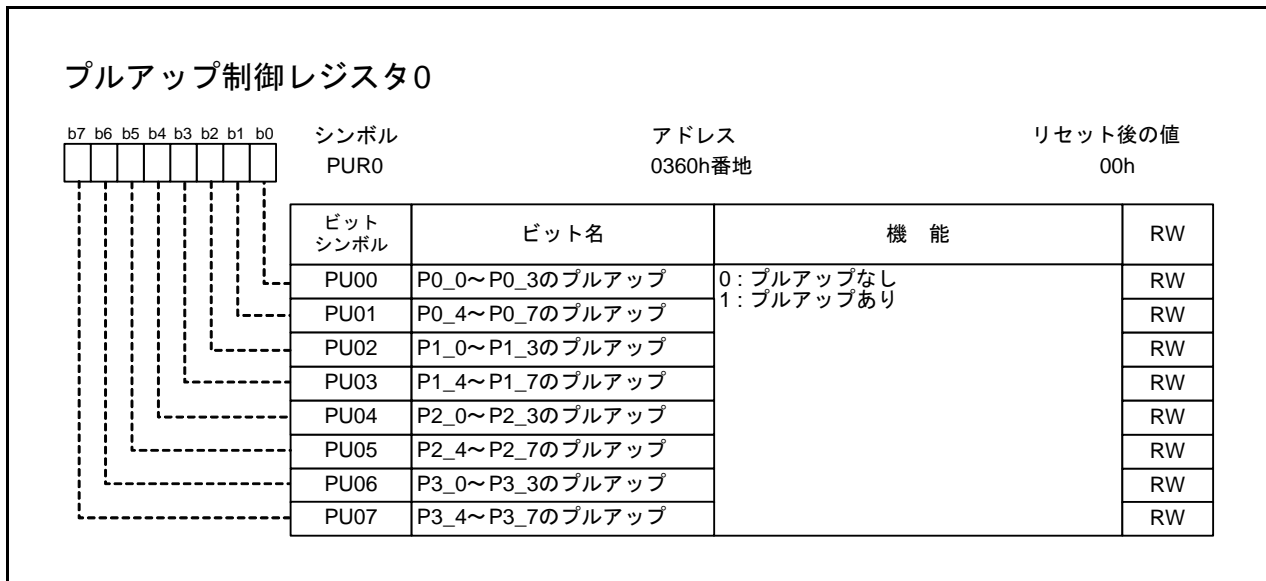 プルアップ制御レジスタ0
b7 b6 b5 b4 b3 b2 b1 b0 シンボル アドレス リセット後の値
PUR0 0360h番地 00h
ビット
シンボル ビット名 機 能 RW
PU00 P0_0～P0_3のプルアップ 0 : プルアップなし RW
1 : プルアップあり
PU01 P0_4～P0_7のプルアップ RW
PU02 P1_0～P1_3のプルアップ RW
PU03 P1_4～P1_7のプルアップ RW
PU04 P2_0～P2_3のプルアップ RW
PU05 P2_4～P2_7のプルアップ RW
PU06 P3_0～P3_3のプルアップ RW
PU07 P3_4～P3_7のプルアップ RW